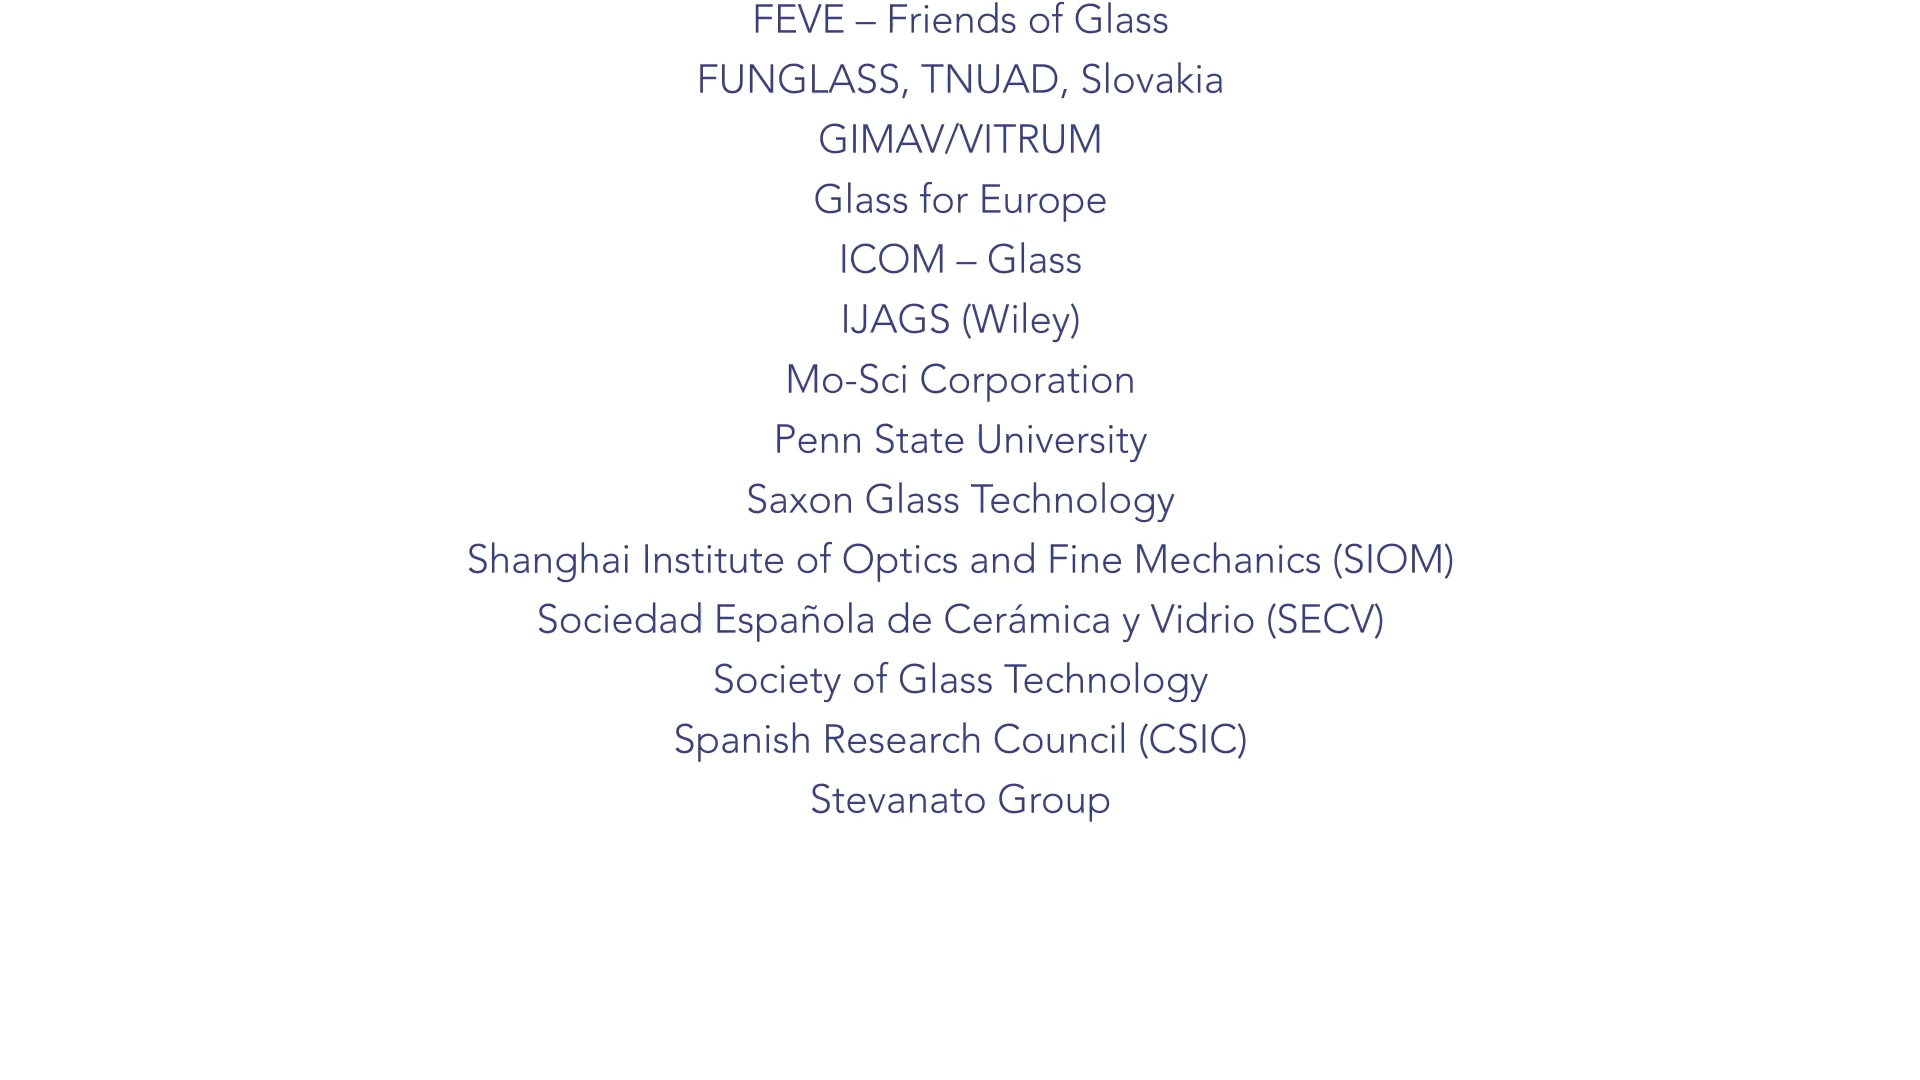 FEVE – Friends of Glass
FUNGLASS, TNUAD, Slovakia
GIMAV/VITRUM
Glass for Europe
ICOM – Glass
IJAGS (Wiley)
Mo-Sci Corporation
Penn State University
Saxon Glass Technology
Shanghai Institute of Optics and Fine Mechanics (SIOM)
Sociedad Española de Cerámica y Vidrio (SECV)
Society of Glass Technology
Spanish Research Council (CSIC)
Stevanato Group